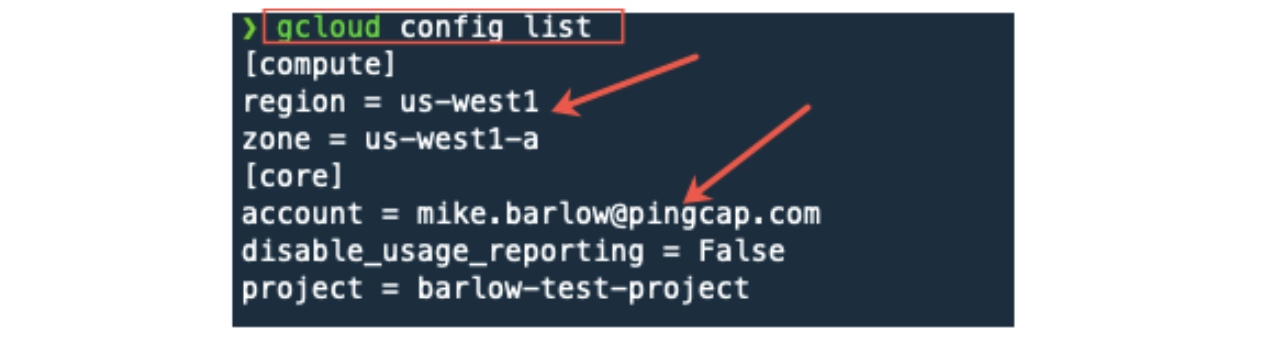 ❯ gcloud config list
[compute]
region = us-west1
zone = us-west1-a
[core]
account = mike.barlow@pingcap.com
disable_usage_reporting = False
project = barlow-test-project